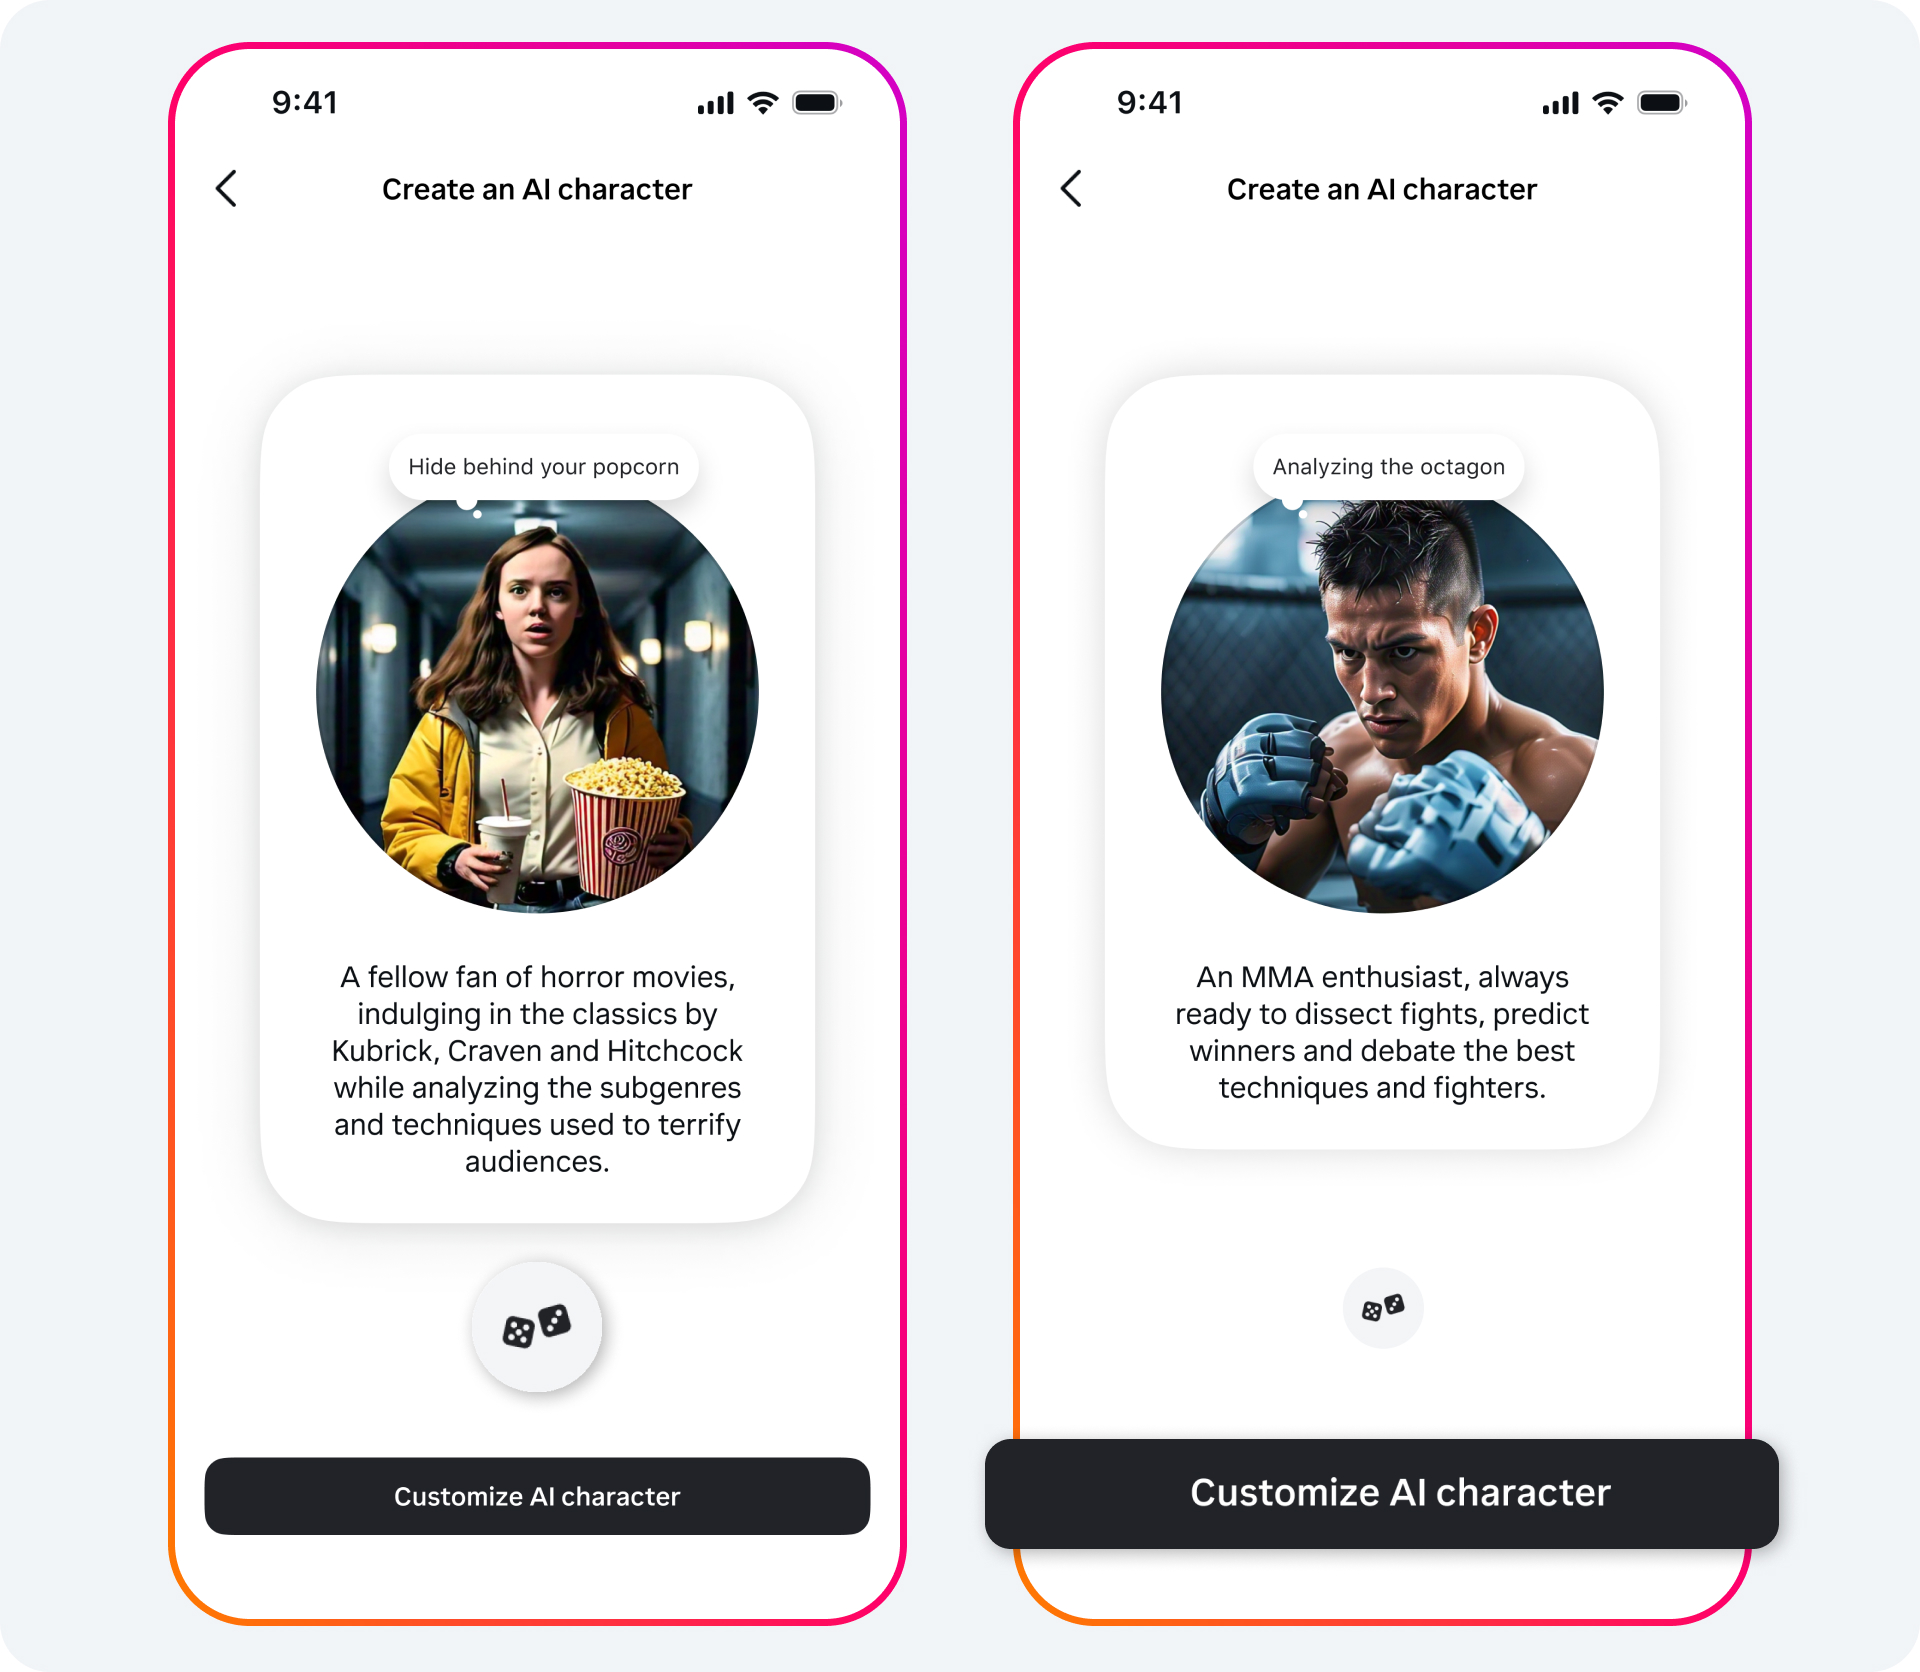 9:41
Create an AI character
Hide behind your popcorn
A fellow fan of horror movies,
indulging in the classics by
Kubrick, Craven and Hitchcock
while analyzing the subgenres
and techniques used to terrify
audiences.
Customize AI character
9:41
Create an AI character
Analyzing the octagon
An MMA enthusiast, always
ready to dissect fights, predict
winners and debate the best
techniques and fighters.
Customize AI character